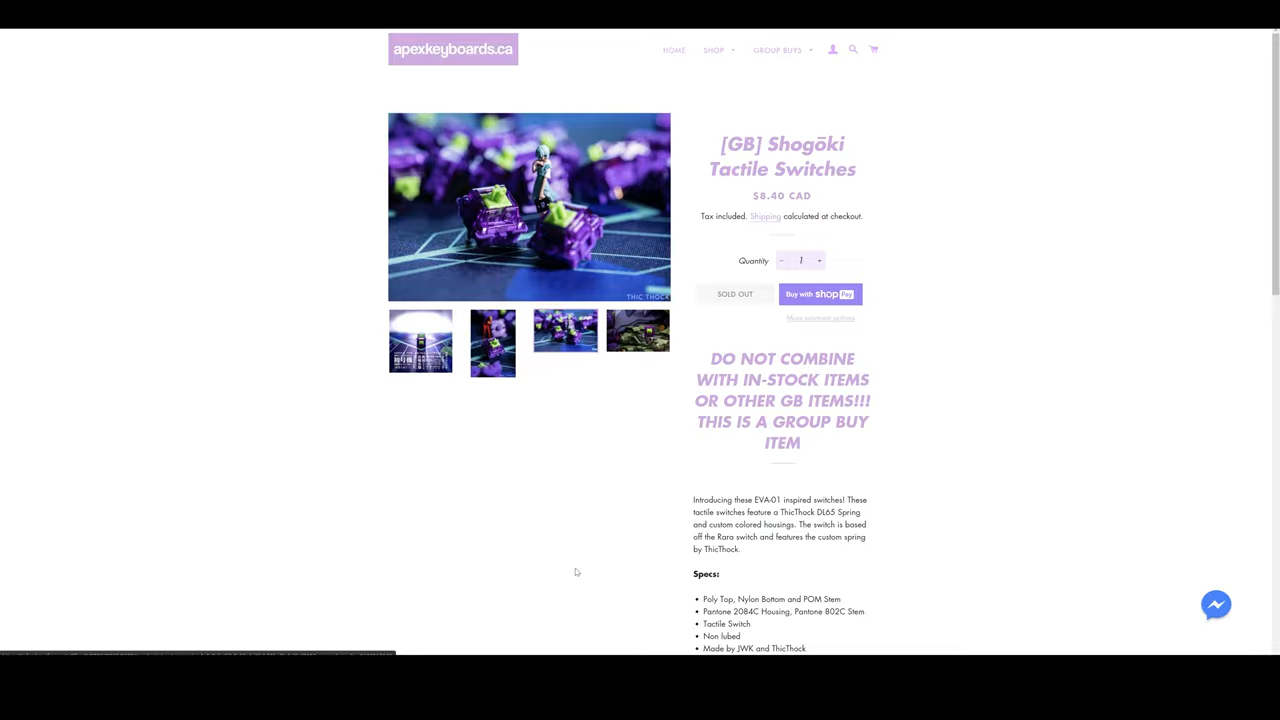 apexkeyboards.ca
HOME
SHOP
GROUP BUYS
THIC THOCK
[GB] Shogōki
Tactile Switches
$8.40 CAD
Tax included. Shipping calculated at checkout.
Quantity
- 1 +
SOLD OUT
Buy with shop Pay
More payment options
DO NOT COMBINE
WITH IN-STOCK ITEMS
OR OTHER GB ITEMS!!!
THIS IS A GROUP BUY
ITEM
Introducing these EVA-01 inspired switches! These
tactile switches feature a ThicThock DL65 Spring
and custom colored housings. The switch is based
off the Rara switch and features the custom spring
by ThicThock.
Specs:
• Poly Top, Nylon Bottom and POM Stem
• Pantone 2084C Housing, Pantone 802C Stem
• Tactile Switch
• Non lubed
• Made by JWK and ThicThock